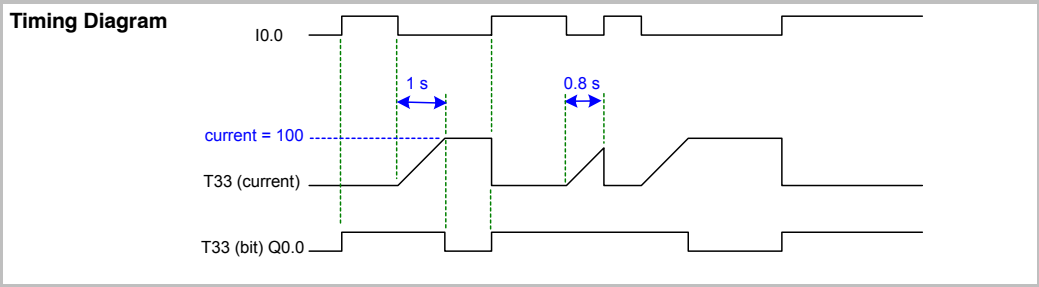 Timing Diagram
I0.0
1 s
0.8 s
current = 100
T33 (current)
T33 (bit) Q0.0